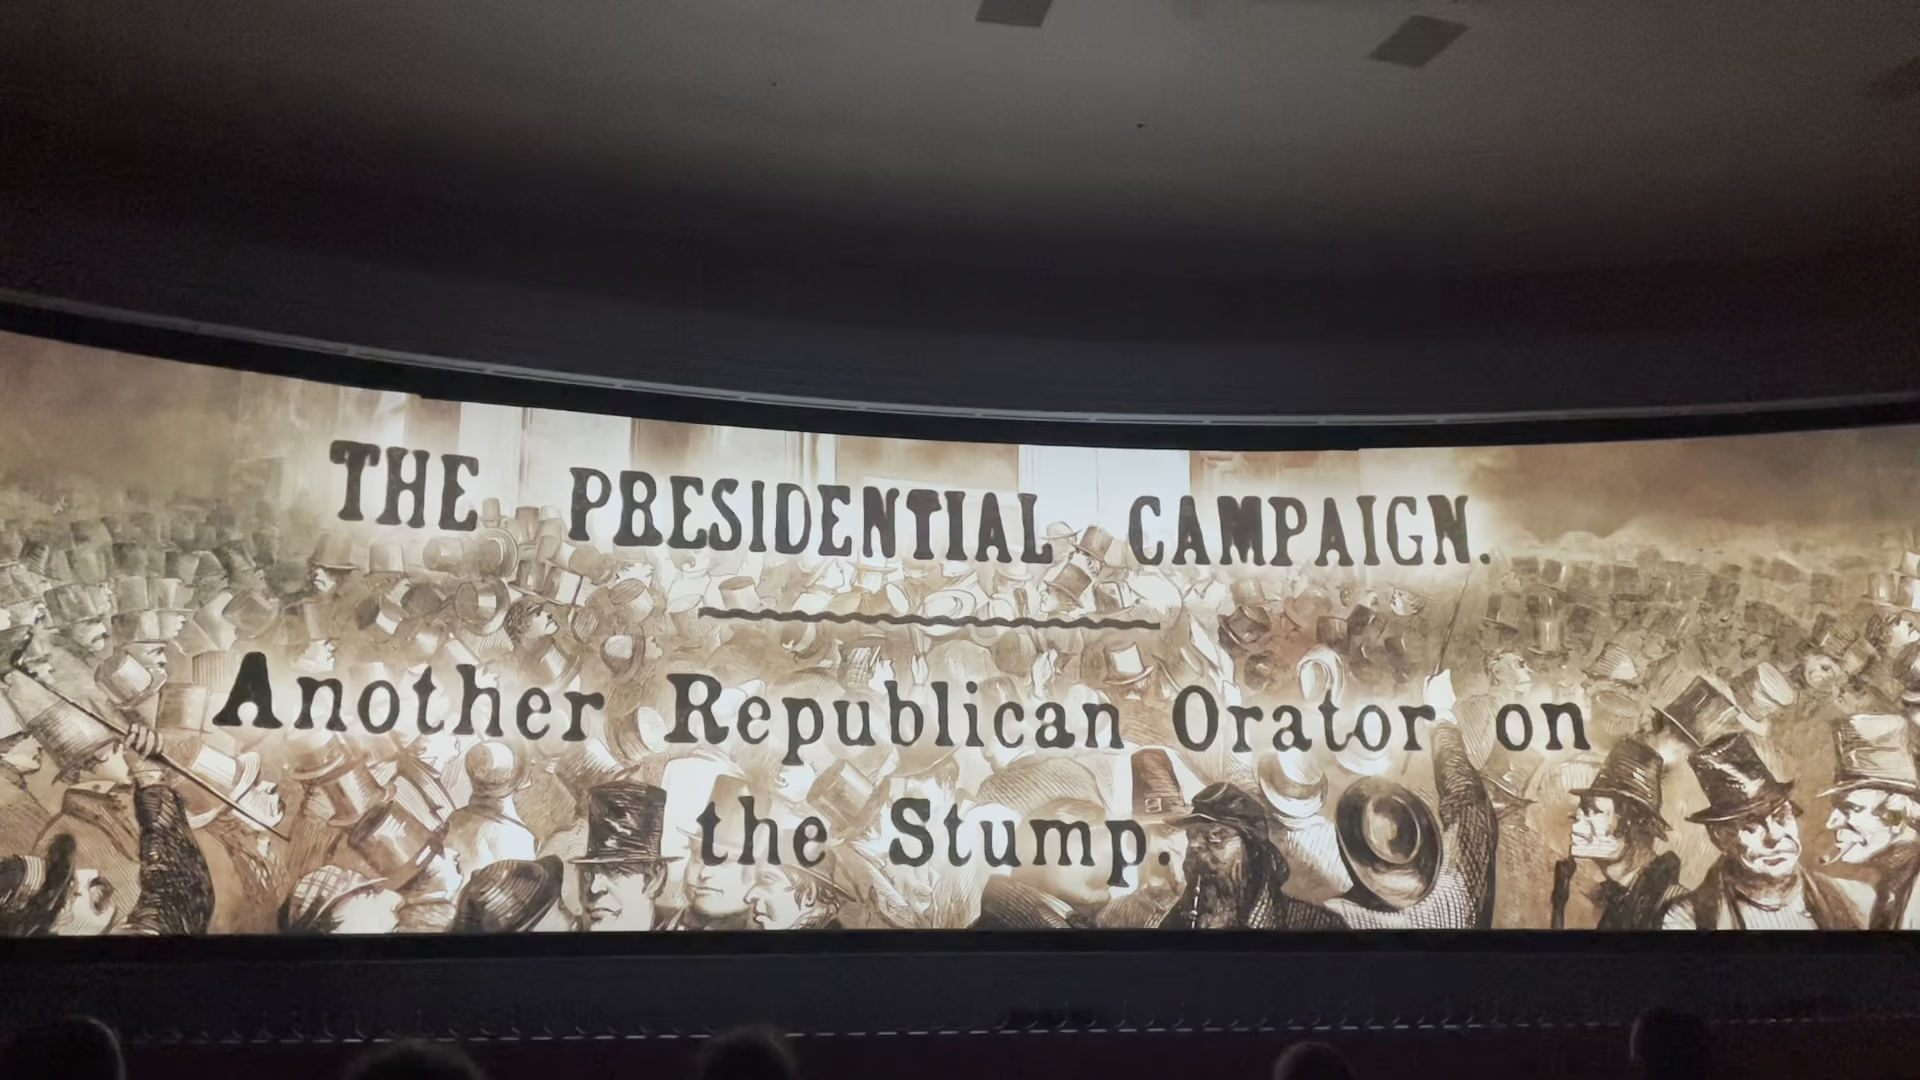 THE PRESIDENTIAL CAMPAIGN.
Another Republican Orator on
the Stump.